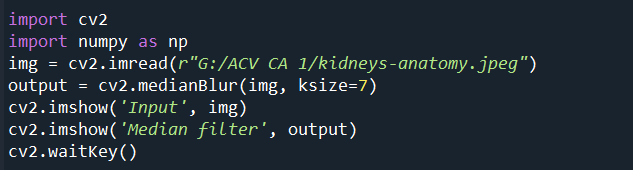 import cv2
import numpy as np
img = cv2.imread(r"G:/ACV CA 1/kidneys-anatomy.jpeg")
output = cv2.medianBlur(img, ksize=7)
cv2.imshow('Input', img)
cv2.imshow('Median filter', output)
cv2.waitKey()